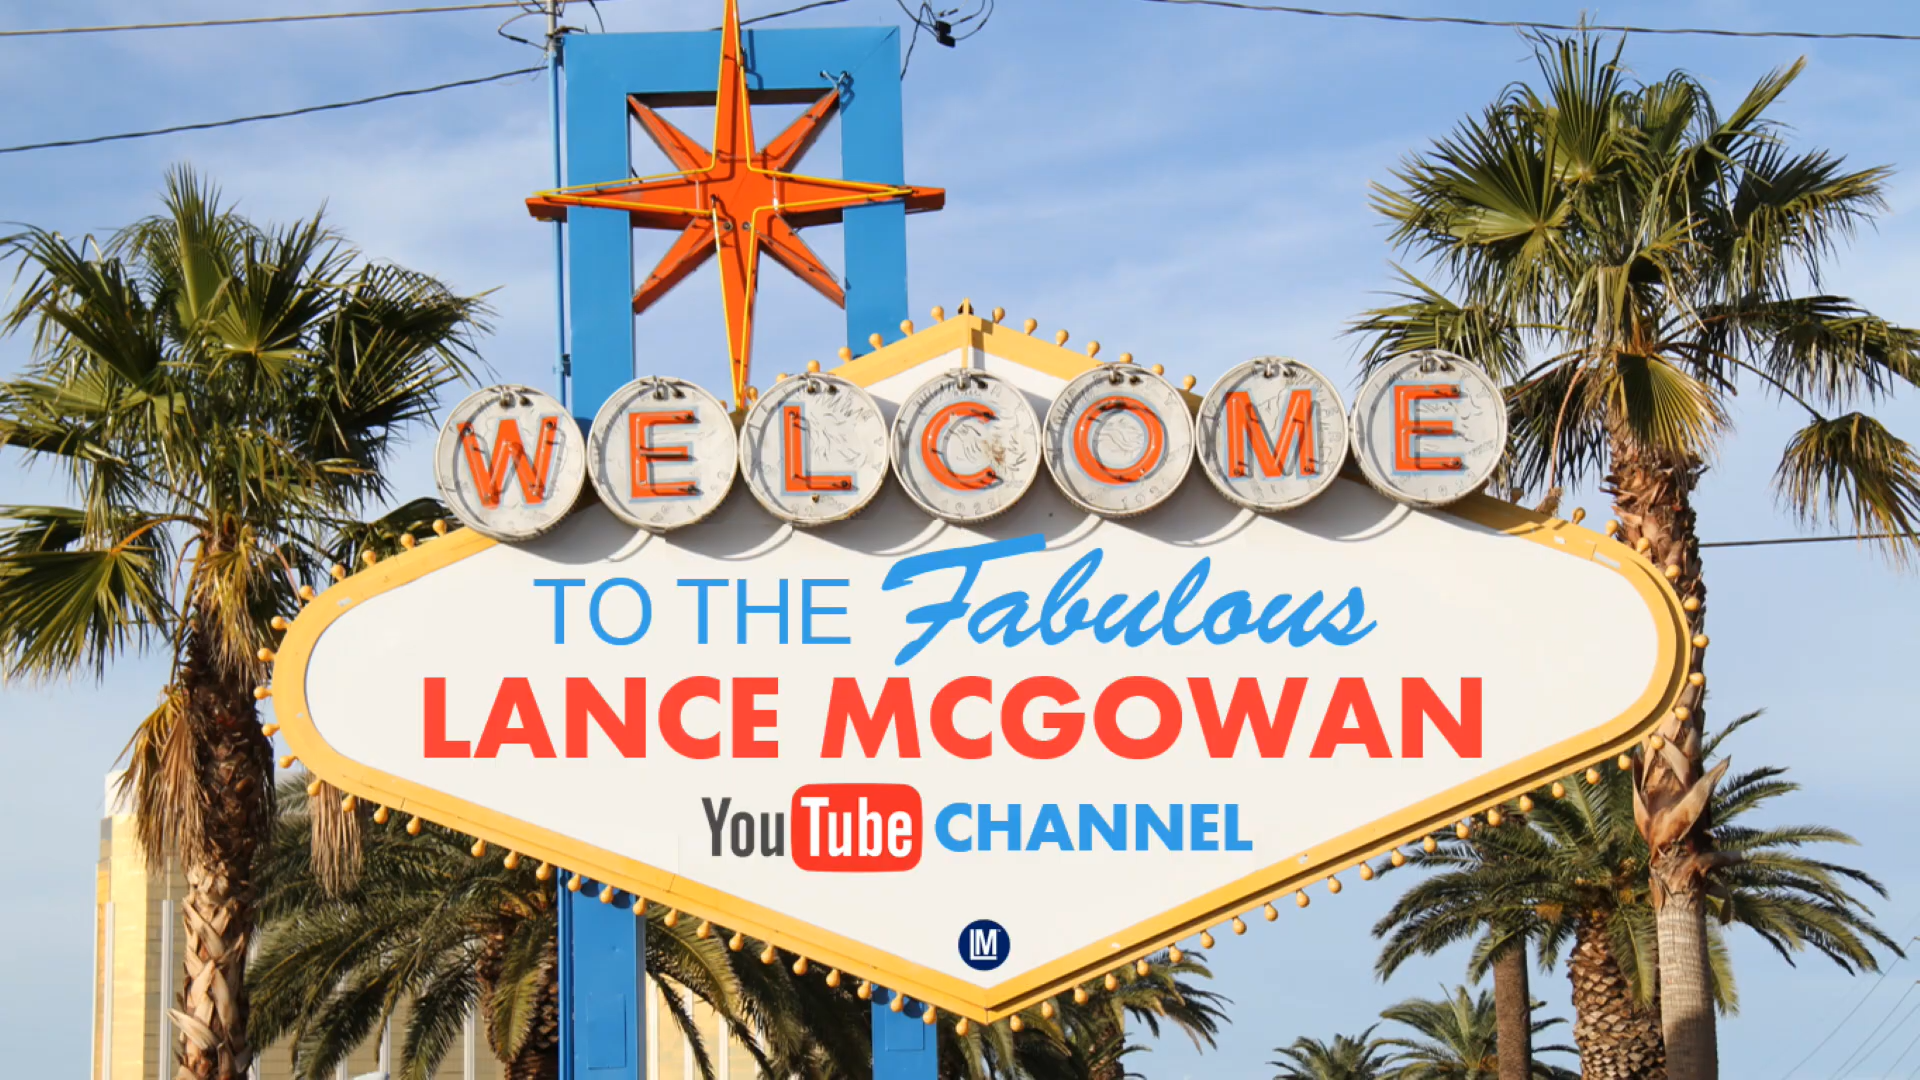 WELCOME
TO THE Fabulous
LANCE MCGOWAN
YouTube CHANNEL
LM